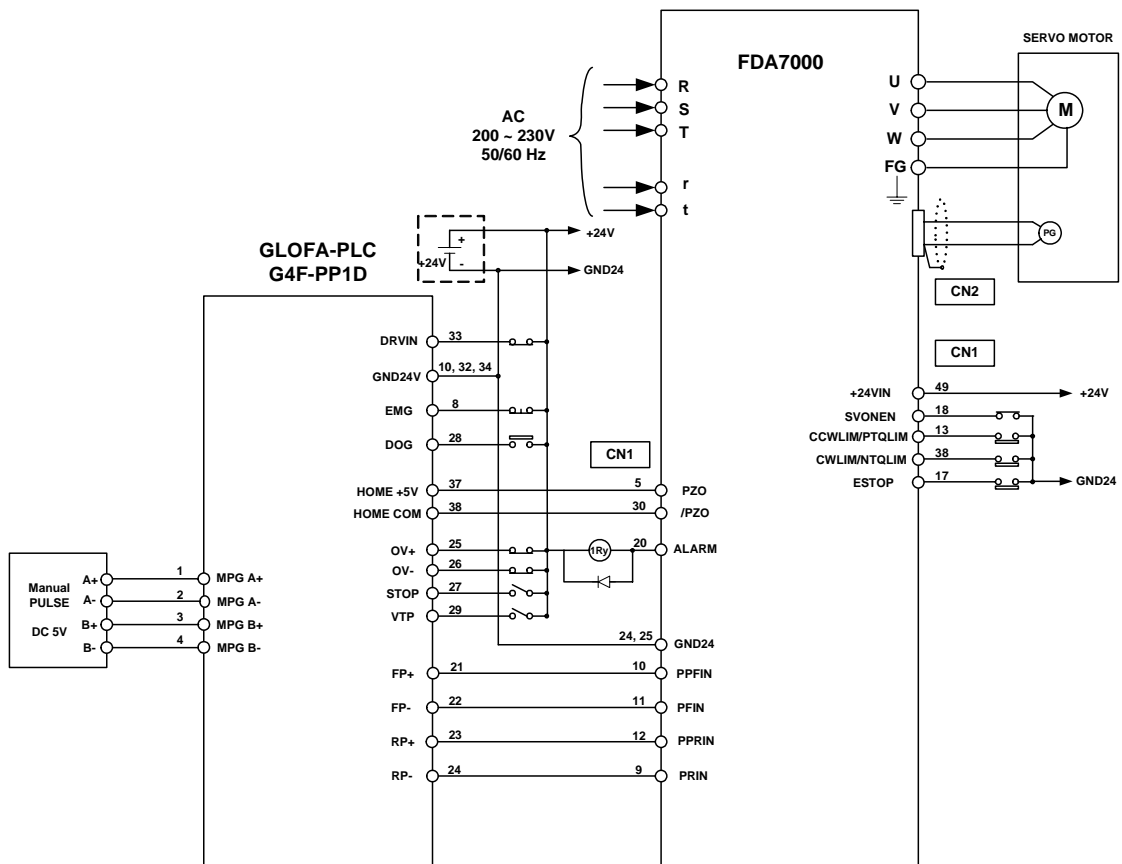 SERVO MOTOR
FDA7000
R
S
T
r
t
AC
200 ~ 230V
50/60 Hz
U
V
W
FG
M
PG
CN2
CN1
GLOFA-PLC
G4F-PP1D
+
+24V
-
+24V
GND24
DRVIN 33
GND24V 10, 32, 34
EMG 8
DOG 28
CN1
HOME +5V 37 5 PZO
HOME COM 38 30 /PZO
OV+ 25 1Ry 20 ALARM
OV- 26
STOP 27
VTP 29
24, 25 GND24
FP+ 21 10 PPFIN
FP- 22 11 PFIN
RP+ 23 12 PPRIN
RP- 24 9 PRIN
+24VIN 49 +24V
SVONEN 18
CCWLIM/PTQLIM 13
CWLIM/NTQLIM 38
ESTOP 17 GND24
Manual
PULSE
DC 5V
A+ 1 MPG A+
A- 2 MPG A-
B+ 3 MPG B+
B- 4 MPG B-